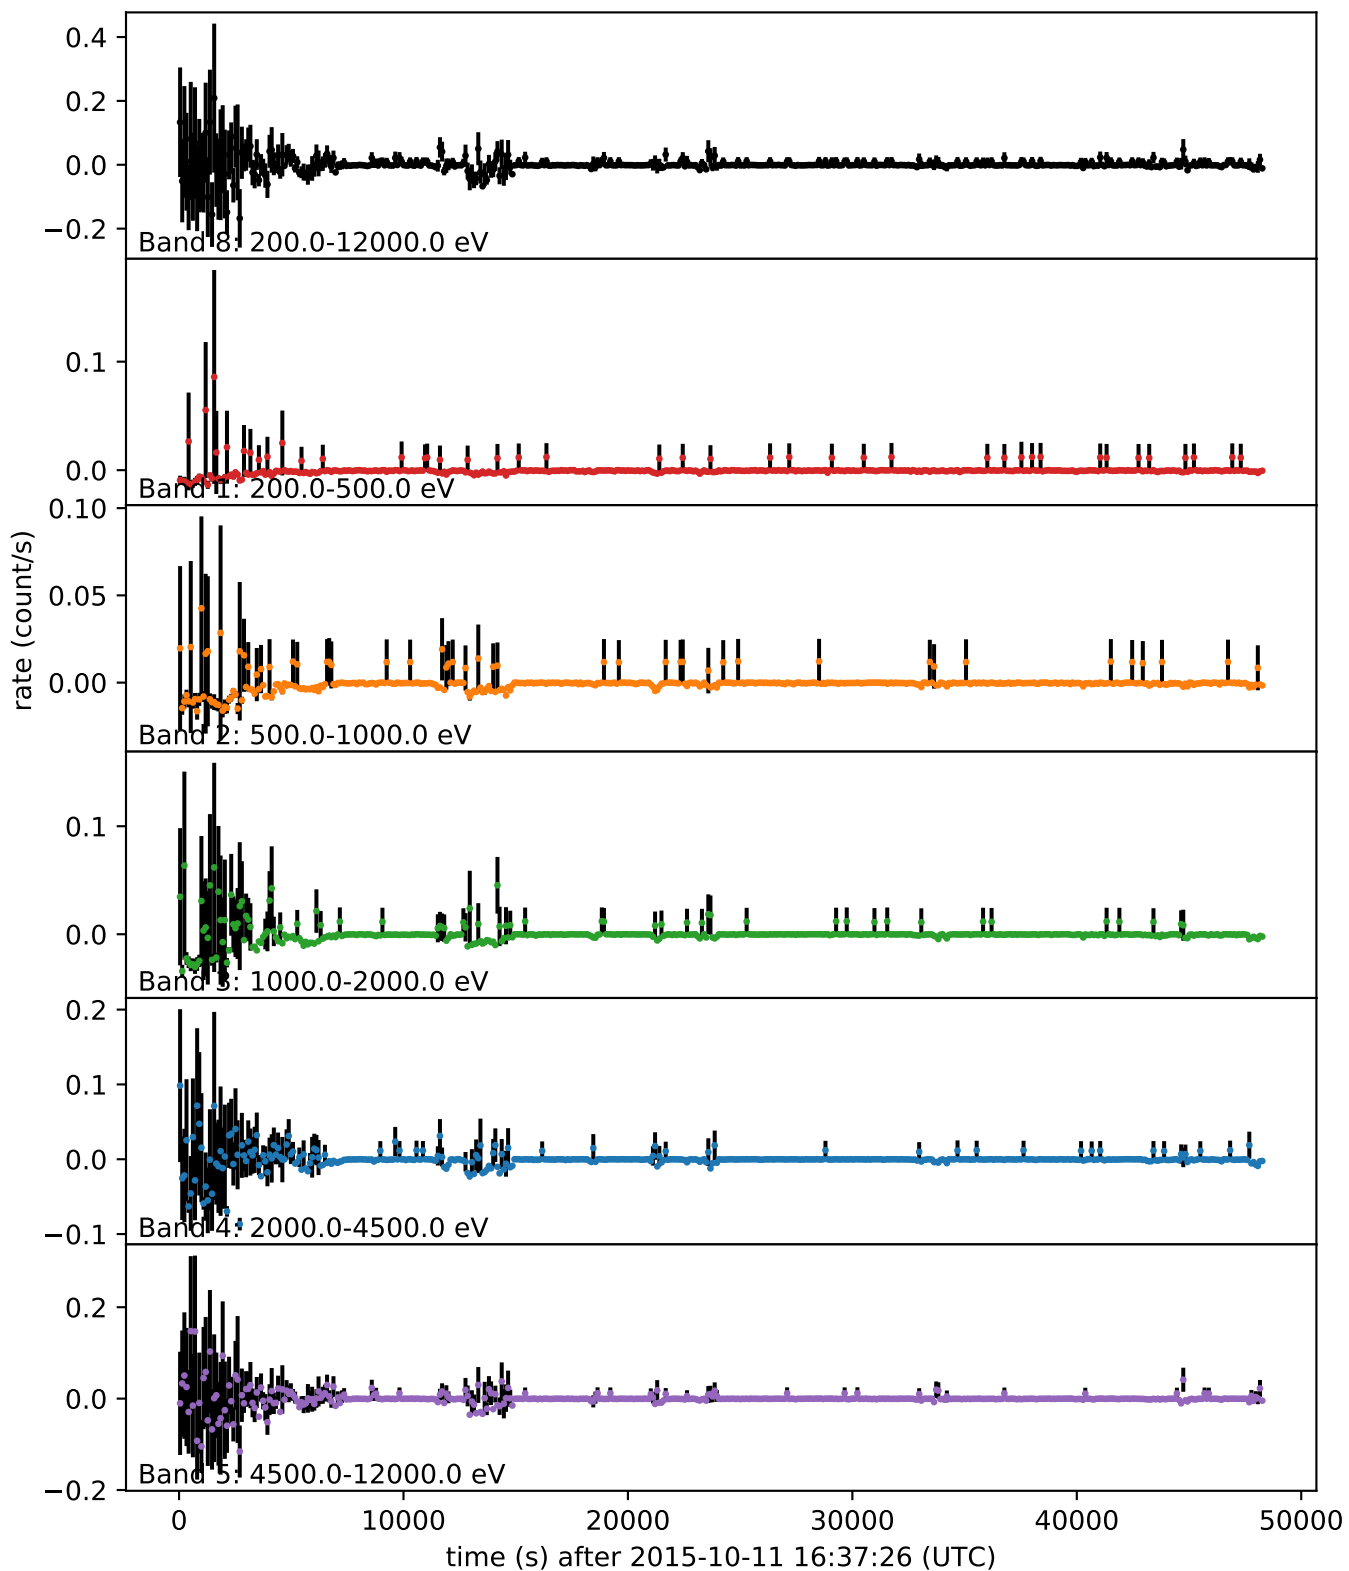 0.4
0.2
0.0
−0.2
Band 8: 200.0-12000.0 eV
0.1
0.0
Band 1: 200.0-500.0 eV
0.10
0.05
0.00
Band 2: 500.0-1000.0 eV
rate (count/s)
0.1
0.0
Band 3: 1000.0-2000.0 eV
0.2
0.1
0.0
−0.1
Band 4: 2000.0-4500.0 eV
0.2
0.0
−0.2
Band 5: 4500.0-12000.0 eV
0 10000 20000 30000 40000 50000
time (s) after 2015-10-11 16:37:26 (UTC)